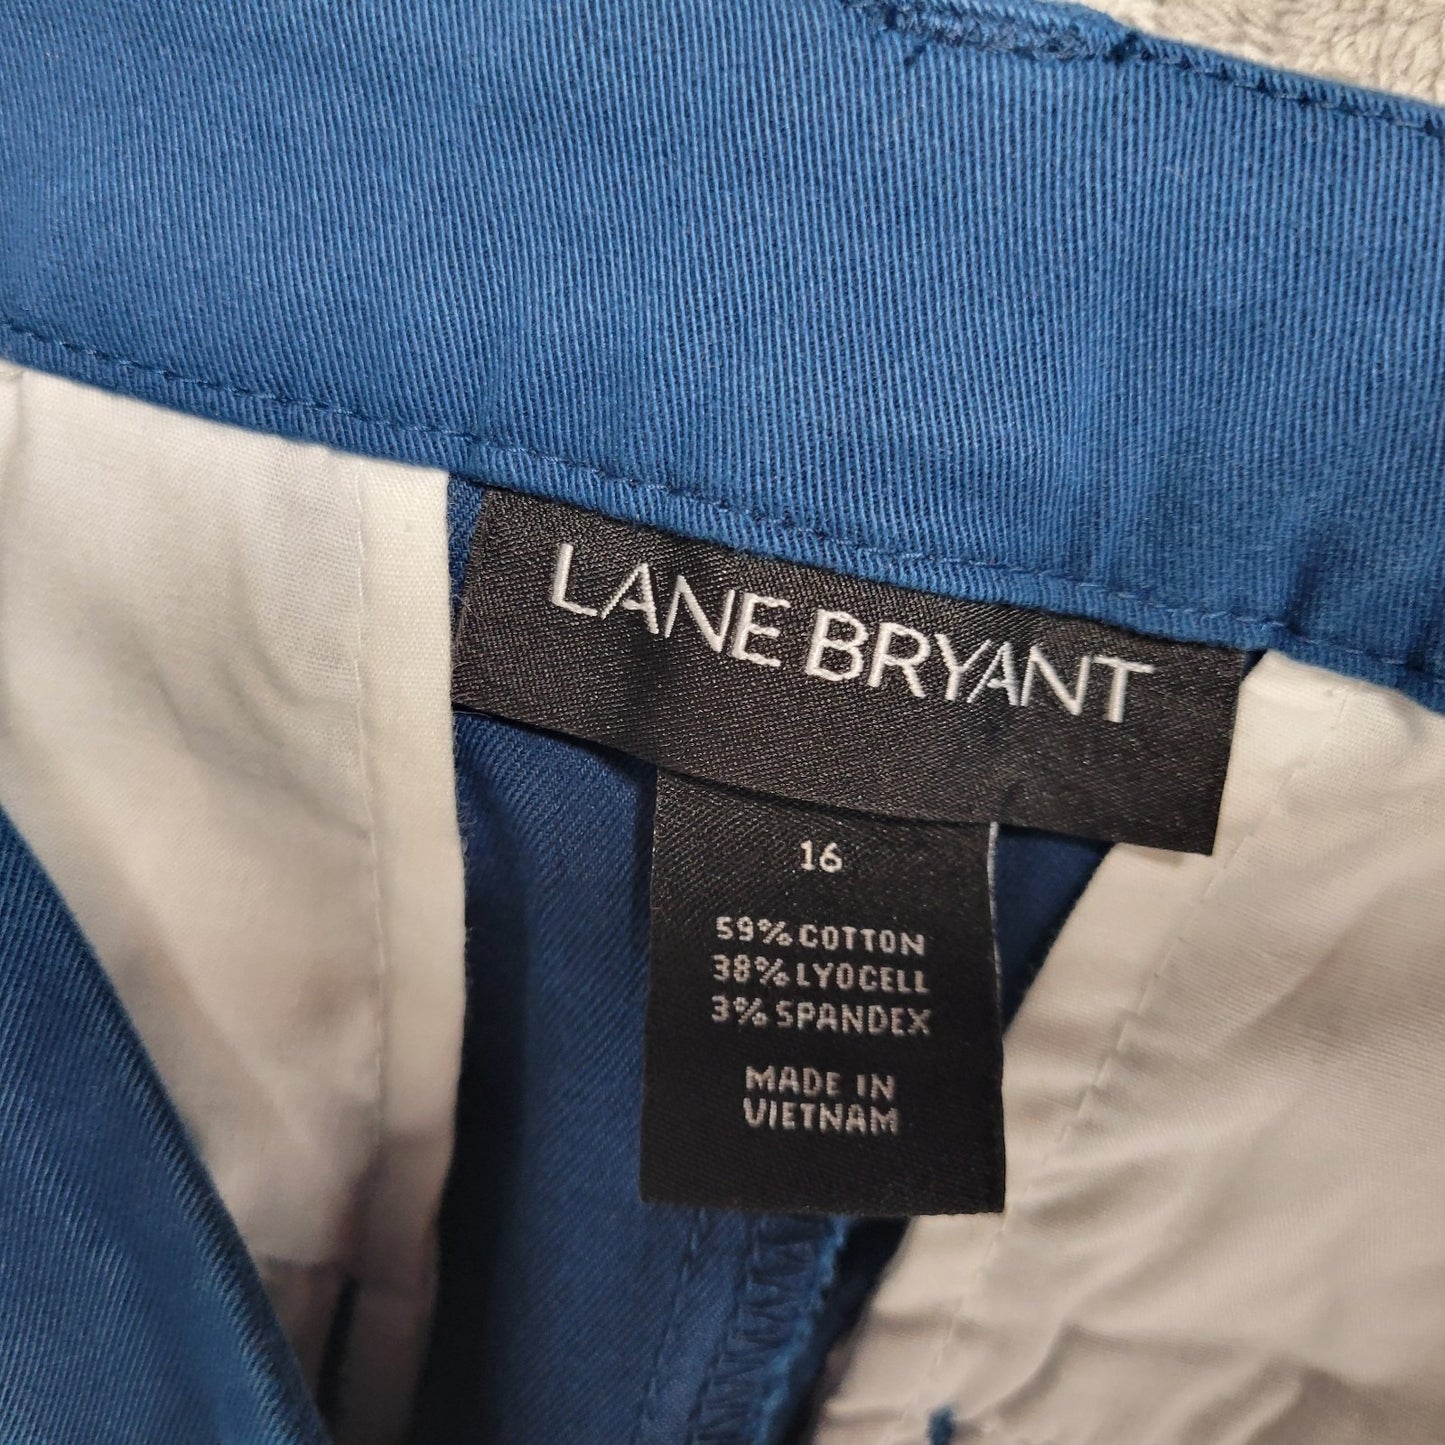 LANE BRYANT
16
59% COTTON
38% LYOCELL
3% SPANDEX
MADE IN
VIETNAM